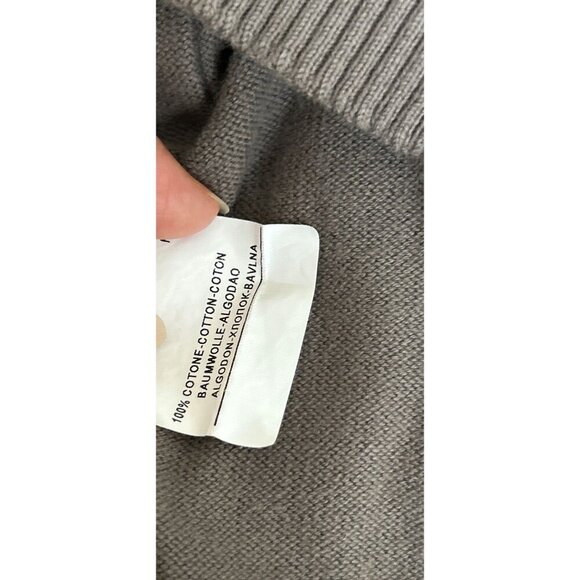 100% COTONE-COTTON-COTON
BAUMWOLLE-ALGODAO
ALGODON-ХЛОПОК-BAVLNA